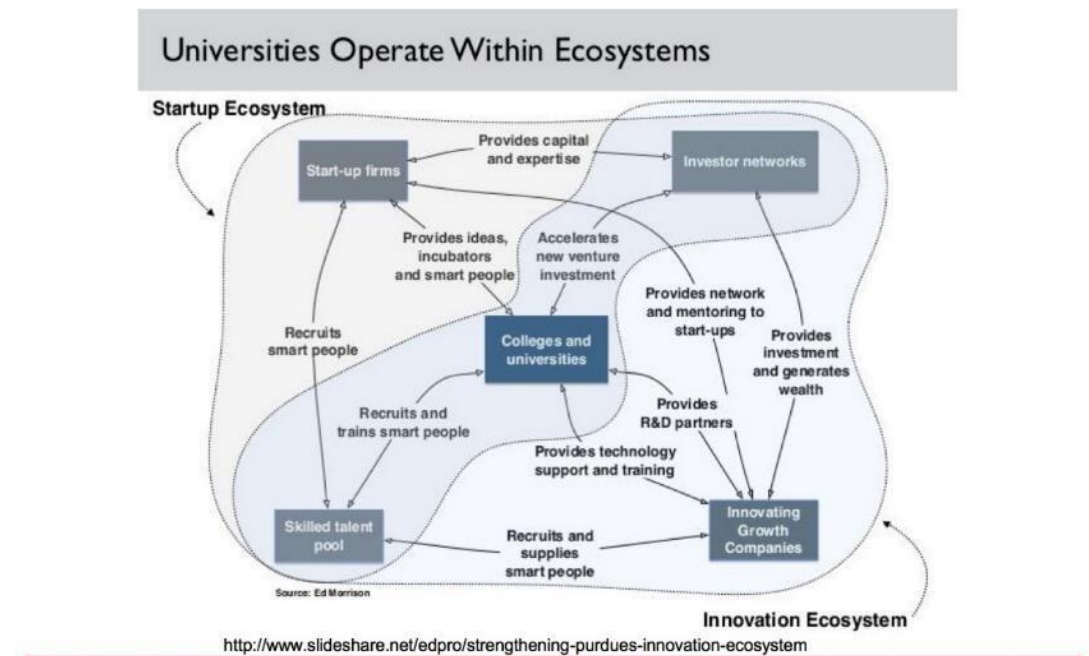 Universities Operate Within Ecosystems
Startup Ecosystem
Provides capital
and expertise
Start-up firms
Investor networks
Provides ideas,
incubators
and smart people
Accelerates
new venture
investment
Provides network
and mentoring to
start-ups
Recruits
smart people
Colleges and
universities
Provides
investment
and generates
wealth
Recruits and
trains smart people
Provides
R&D partners
Provides technology
support and training
Skilled talent
pool
Recruits and
supplies
smart people
Innovating
Growth
Companies
Source: Ed Morrison
Innovation Ecosystem
http://www.slideshare.net/edpro/strengthening-purdues-innovation-ecosystem